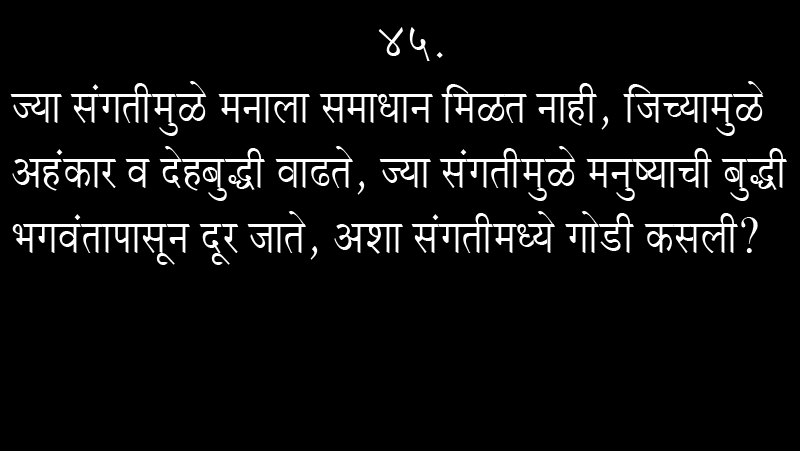 ४५.
ज्या संगतीमुळे मनाला समाधान मिळत नाही, जिच्यामुळे
अहंकार व देहबुद्धी वाढते, ज्या संगतीमुळे मनुष्याची बुद्धी
भगवंतापासून दूर जाते, अशा संगतीमध्ये गोडी कसली?